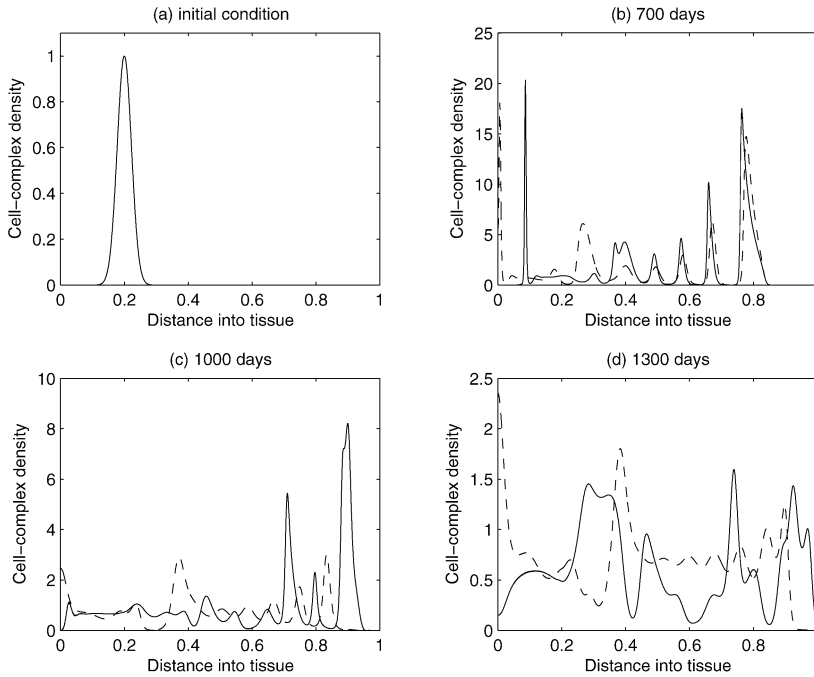 (a) initial condition
1
0.8
0.6
0.4
0.2
0
Cell−complex density
0 0.2 0.4 0.6 0.8 1
Distance into tissue
(b) 700 days
25
20
15
10
5
0
Cell−complex density
0 0.2 0.4 0.6 0.8
Distance into tissue
(c) 1000 days
10
8
6
4
2
0
Cell−complex density
0 0.2 0.4 0.6 0.8 1
Distance into tissue
(d) 1300 days
2.5
2
1.5
1
0.5
0
Cell−complex density
0 0.2 0.4 0.6 0.8
Distance into tissue